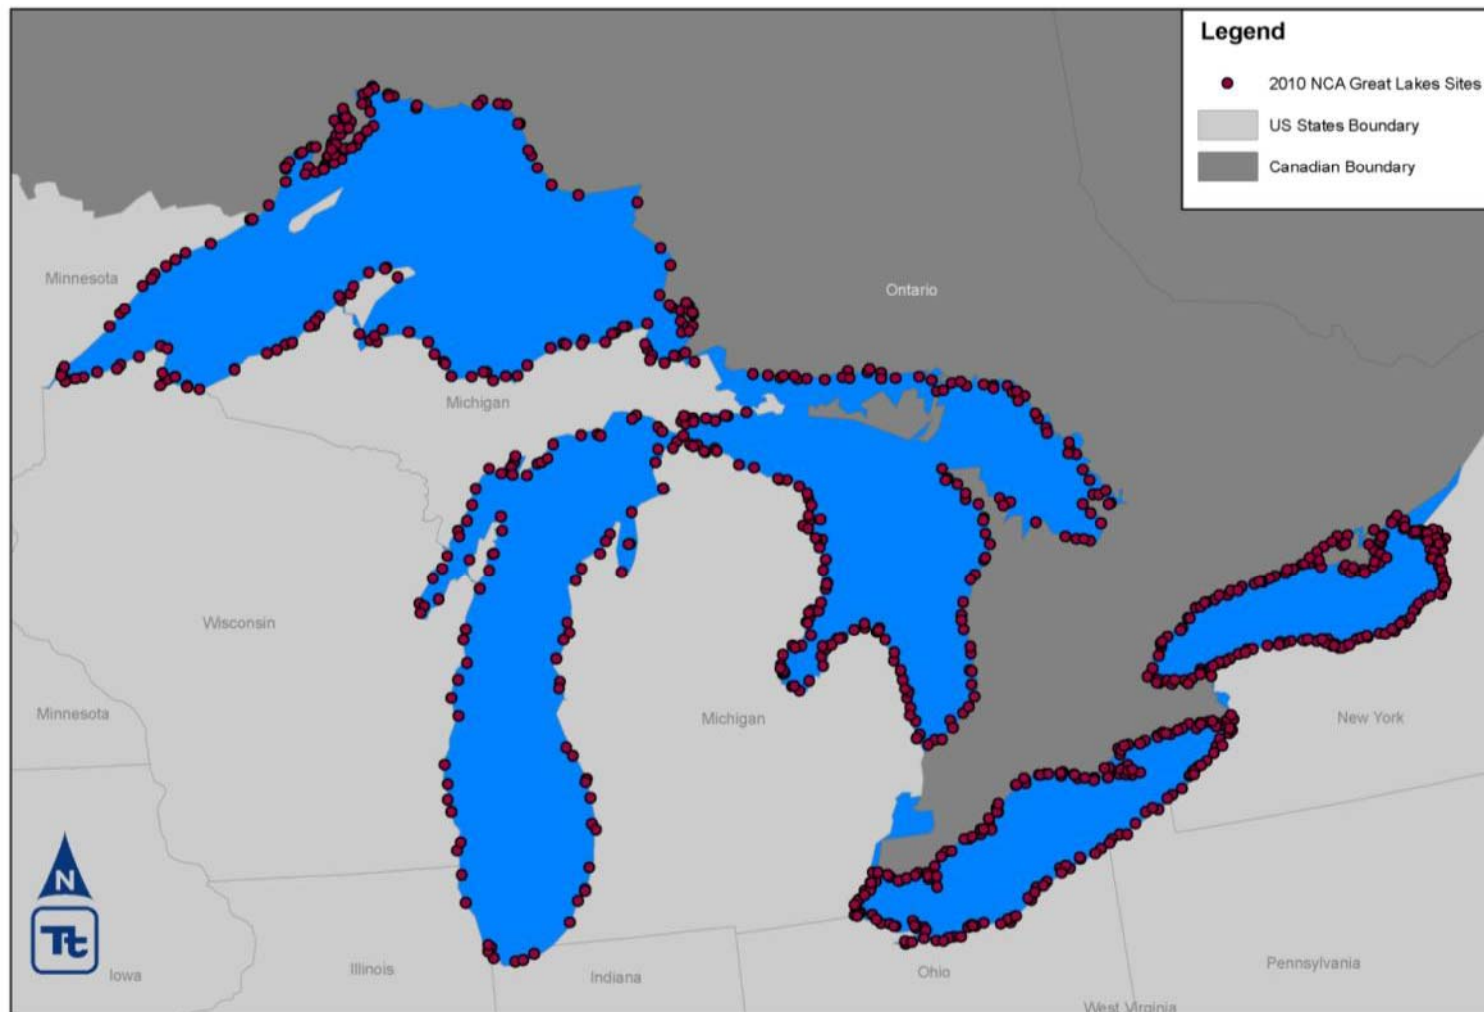 Legend
2010 NCA Great Lakes Sites
US States Boundary
Canadian Boundary
Minnesota
Ontario
Michigan
Wisconsin
Minnesota
Michigan
New York
N
Tt
Iowa
Illinois
Indiana
Ohio
Pennsylvania
West Virginia